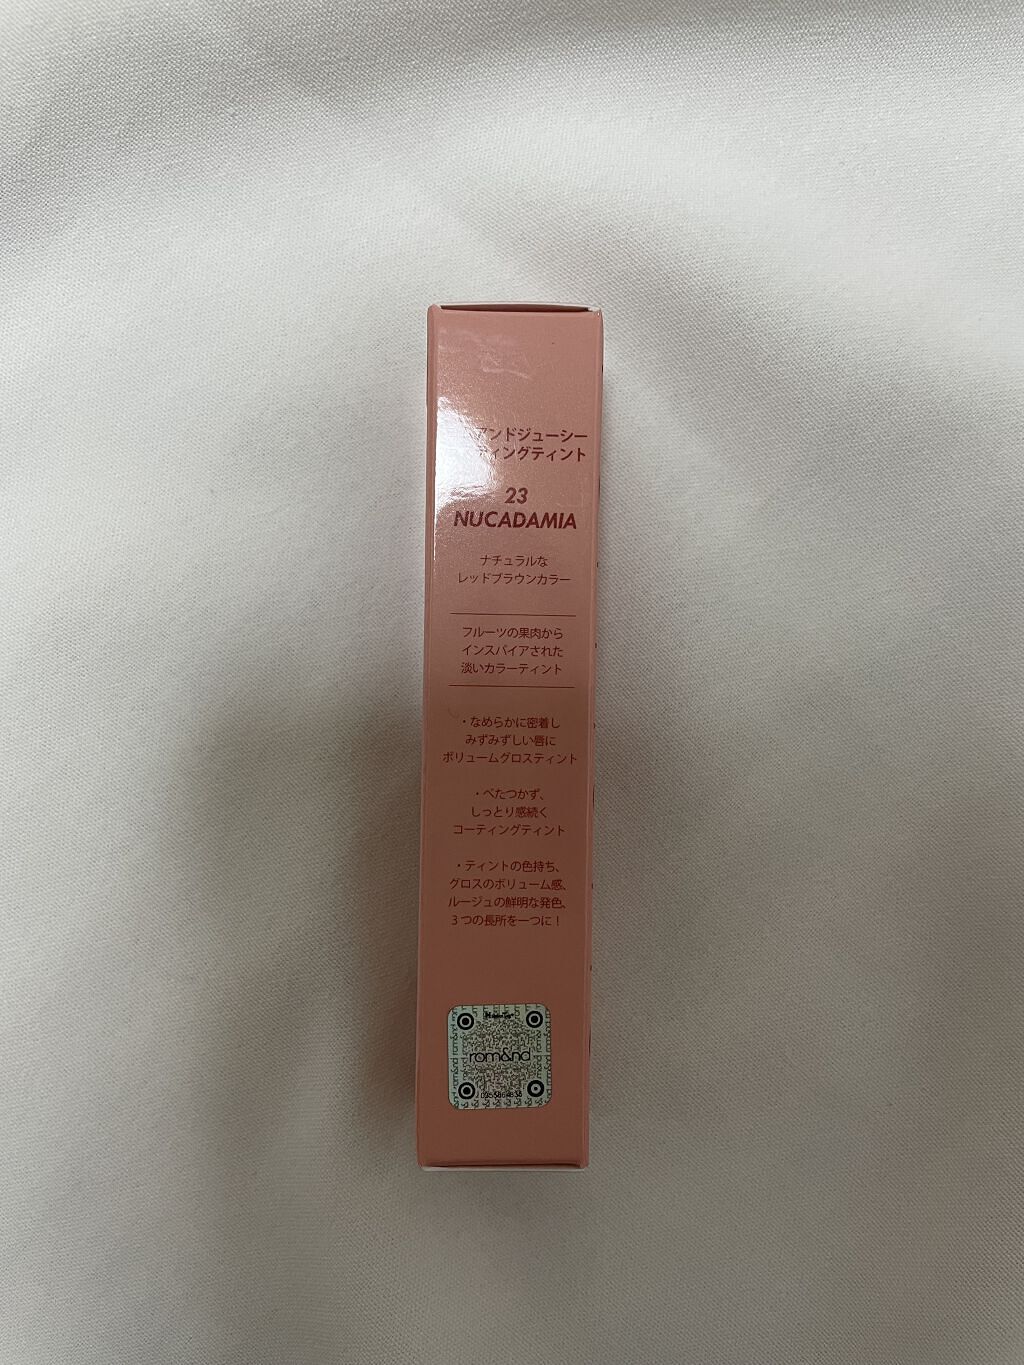 アンドジューシー
ティングティント
23
NUCADAMIA
ナチュラルな
レッドブラウンカラー
フルーツの果肉から
インスパイアされた
淡いカラーティント
・なめらかに密着し
みずみずしい唇に
ボリュームグロスティント
・べたつかず、
しっとり感続く
コーティングティント
・ティントの色持ち、
グロスのボリューム感、
ルージュの鮮明な発色、
3つの長所を一つに！
rom&nd